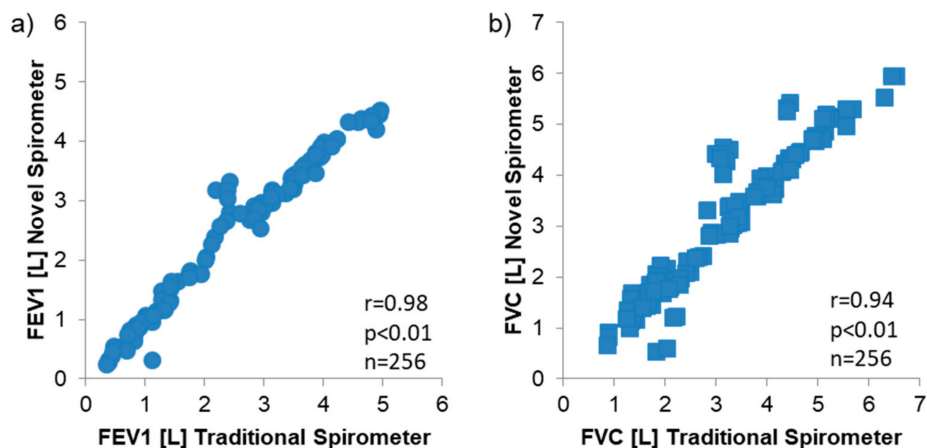 a)
FEV1 [L] Novel Spirometer
6
5
4
3
2
1
0
0 1 2 3 4 5 6
FEV1 [L] Traditional Spirometer
r=0.98
p<0.01
n=256
b)
FVC [L] Novel Spirometer
7
6
5
4
3
2
1
0
0 1 2 3 4 5 6 7
FVC [L] Traditional Spirometer
r=0.94
p<0.01
n=256